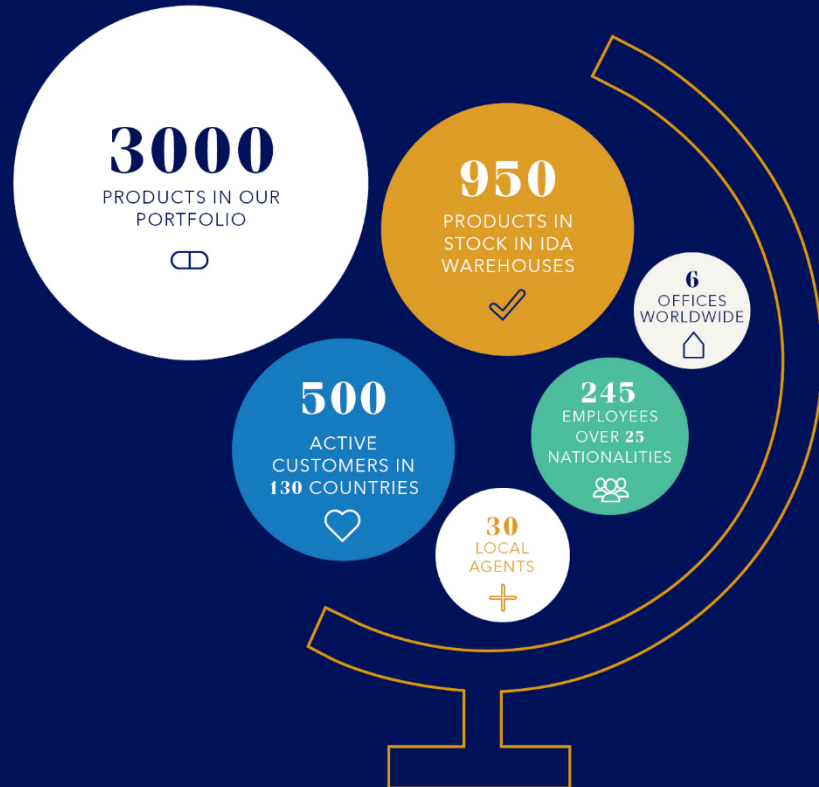 3000
PRODUCTS IN OUR
PORTFOLIO
950
PRODUCTS IN
STOCK IN IDA
WAREHOUSES
6
OFFICES
WORLDWIDE
500
ACTIVE
CUSTOMERS IN
130 COUNTRIES
245
EMPLOYEES
OVER 25
NATIONALITIES
30
LOCAL
AGENTS